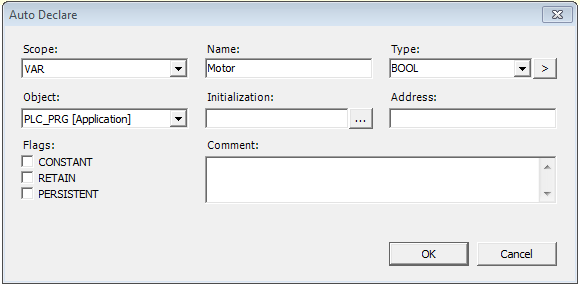 Auto Declare
Scope: Name: Type:
VAR Motor BOOL >
Object: Initialization: Address:
PLC_PRG [Application] ...
Flags: Comment:
CONSTANT
RETAIN
PERSISTENT
OK Cancel